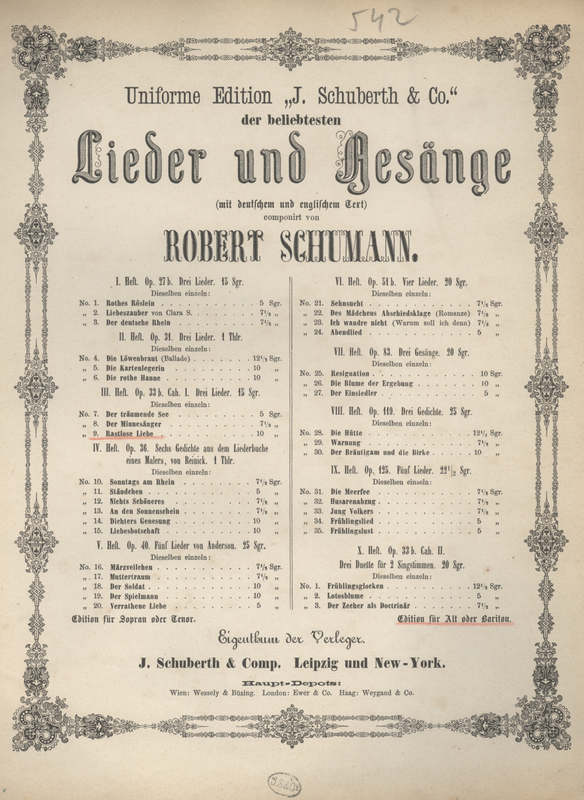 542
Uniforme Edition „J. Schuberth & Co.“
der beliebtesten
Lieder und Gesänge
(mit deutschem und englischem Text)
componirt von
ROBERT SCHUMANN.
I. Heft. Op. 27 b. Drei Lieder. 15 Sgr.
Dieselben einzeln:
No. 1. Rothes Röslein . . . . . . . . . . 5 Sgr.
„ 2. Liebeszauber von Clara S. . . . . . . . 7½ „
„ 3. Der deutsche Rhein . . . . . . . . . 7½ „
II. Heft. Op. 31. Drei Lieder. 1 Thlr.
Dieselben einzeln:
No. 4. Die Löwenbraut (Ballade) . . . . . . . 12½ Sgr.
„ 5. Die Kartenlegerin . . . . . . . . . 10 „
„ 6. Die rothe Hanne . . . . . . . . . 10 „
III. Heft. Op. 33 b. Cah. I. Drei Lieder. 15 Sgr.
Dieselben einzeln:
No. 7. Der träumende See . . . . . . . . . 5 Sgr.
„ 8. Der Minnesänger . . . . . . . . . 7½ „
„ 9. Rastlose Liebe . . . . . . . . . . 10 „
IV. Heft. Op. 36. Sechs Gedichte aus dem Liederbuche
eines Malers, von Reinick. 1 Thlr.
Dieselben einzeln:
No. 10. Sonntags am Rhein . . . . . . . . 7½ Sgr.
„ 11. Ständchen . . . . . . . . . . . 5 „
„ 12. Nichts Schöneres . . . . . . . . . 7½ „
„ 13. An den Sonnenschein . . . . . . . . 7½ „
„ 14. Dichters Genesung . . . . . . . . . 10 „
„ 15. Liebesbotschaft . . . . . . . . . . 10 „
V. Heft. Op. 40. Fünf Lieder von Anderson. 25 Sgr.
Dieselben einzeln:
No. 16. Märzveilchen . . . . . . . . . . 7½ Sgr.
„ 17. Muttertraum . . . . . . . . . . 7½ „
„ 18. Der Soldat . . . . . . . . . . . 10 „
„ 19. Der Spielmann . . . . . . . . . . 10 „
„ 20. Verrathene Liebe . . . . . . . . . 5 „
Edition für Sopran oder Tenor.
VI. Heft. Op. 51 b. Vier Lieder. 20 Sgr.
Dieselben einzeln:
No. 21. Sehnsucht . . . . . . . . . . . 7½ Sgr.
„ 22. Des Mädchens Abschiedsklage (Romanze) 7½ „
„ 23. Ich wandre nicht (Warum soll ich denn) 7½ „
„ 24. Abendlied . . . . . . . . . . . 5 „
VII. Heft. Op. 83. Drei Gesänge. 20 Sgr.
Dieselben einzeln:
No. 25. Resignation . . . . . . . . . . 10 Sgr.
„ 26. Die Blume der Ergebung . . . . . . 10 „
„ 27. Der Einsiedler . . . . . . . . . . 5 „
VIII. Heft. Op. 119. Drei Gedichte. 25 Sgr.
Dieselben einzeln:
No. 28. Die Hütte . . . . . . . . . . . 12½ Sgr.
„ 29. Warnung . . . . . . . . . . . 7½ „
„ 30. Der Bräutigam und die Birke . . . . . 10 „
IX. Heft. Op. 125. Fünf Lieder. 22½ Sgr.
Dieselben einzeln:
No. 31. Die Meerfee . . . . . . . . . . 7½ Sgr.
„ 32. Husarenabzug . . . . . . . . . . 7½ „
„ 33. Jung Volkers . . . . . . . . . . 7½ „
„ 34. Frühlingslied . . . . . . . . . . 5 „
„ 35. Frühlingslust . . . . . . . . . . 5 „
X. Heft. Op. 33 b. Cah. II.
Drei Duette für 2 Singstimmen. 20 Sgr.
Dieselben einzeln:
No. 1. Frühlingsglocken . . . . . . . . . 12½ Sgr.
„ 2. Lotosblume . . . . . . . . . . . 5 „
„ 3. Der Zecher als Doctrinär . . . . . . 7½ „
Edition für Alt oder Bariton.
Eigenthum der Verleger.
J. Schuberth & Comp. Leipzig und New-York.
Haupt-Depots:
Wien: Wessely & Büsing. London: Ewer & Co. Haag: Weygand & Co.